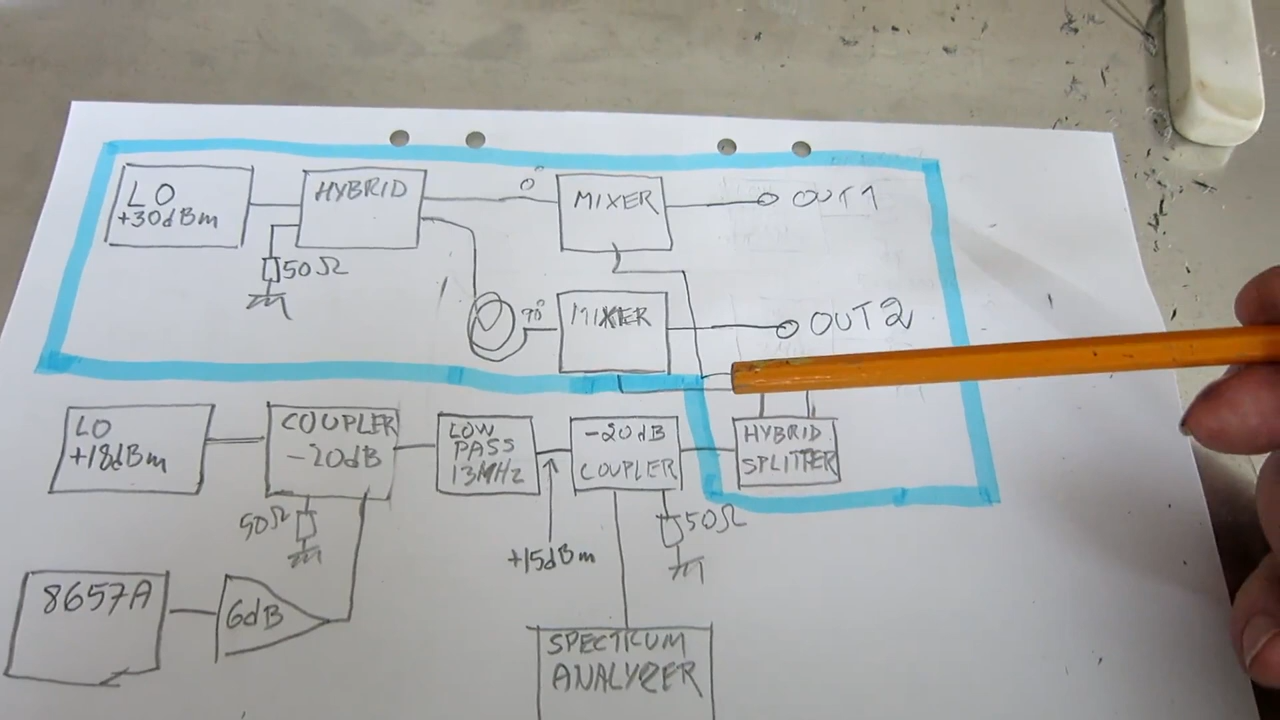 LO
+30dBm
HYBRID
50Ω
0°
MIXER
OUT1
90°
MIXER
OUT2
LO
+18dBm
COUPLER
-20dB
50Ω
LOW
PASS
13MHz
+15dBm
-20dB
COUPLER
50Ω
HYBRID
SPLITTER
8657A
6dB
SPECTRUM
ANALYZER